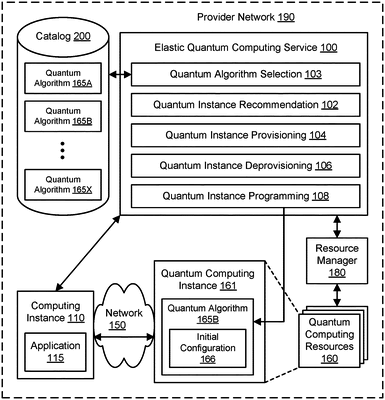 Provider Network 190
Catalog 200
Quantum
Algorithm 165A
Quantum
Algorithm 165B
Quantum
Algorithm 165X
Elastic Quantum Computing Service 100
Quantum Algorithm Selection 103
Quantum Instance Recommendation 102
Quantum Instance Provisioning 104
Quantum Instance Deprovisioning 106
Quantum Instance Programming 108
Resource
Manager
180
Computing
Instance 110
Application
115
Network
150
Quantum Computing
Instance 161
Quantum Algorithm
165B
Initial
Configuration
166
Quantum
Computing
Resources 160